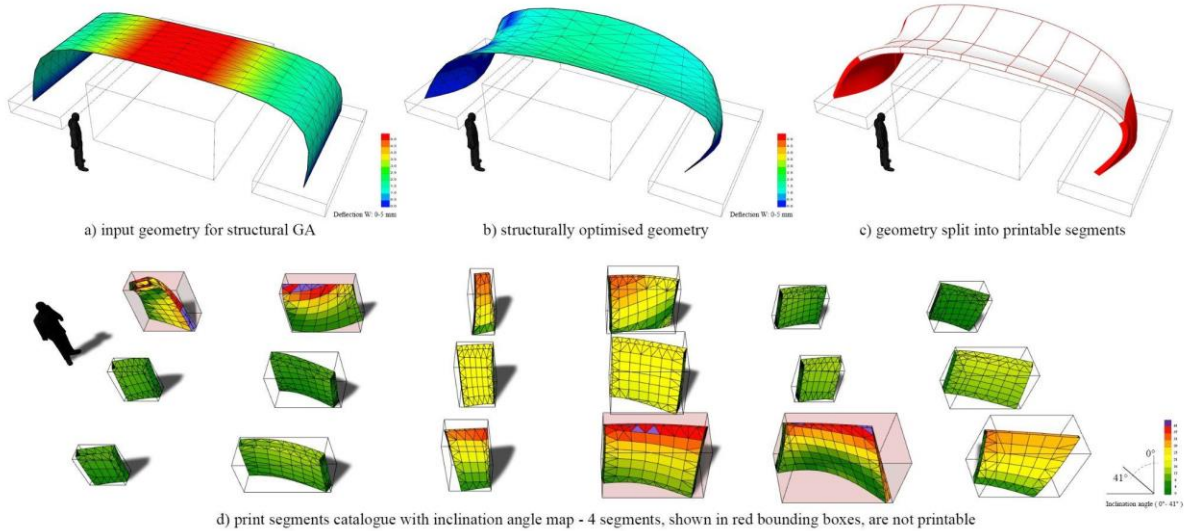 Deflection W: 0-5 mm
Deflection W: 0-5 mm
a) input geometry for structural GA
b) structurally optimised geometry
c) geometry split into printable segments
0°
41°
Inclination angle ( 0°- 41°)
d) print segments catalogue with inclination angle map - 4 segments, shown in red bounding boxes, are not printable